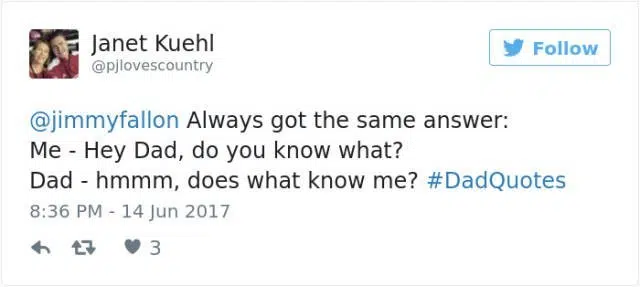 Janet Kuehl
@pjlovescountry
Follow
@jimmyfallon Always got the same answer:
Me - Hey Dad, do you know what?
Dad - hmmm, does what know me? #DadQuotes
8:36 PM - 14 Jun 2017
3